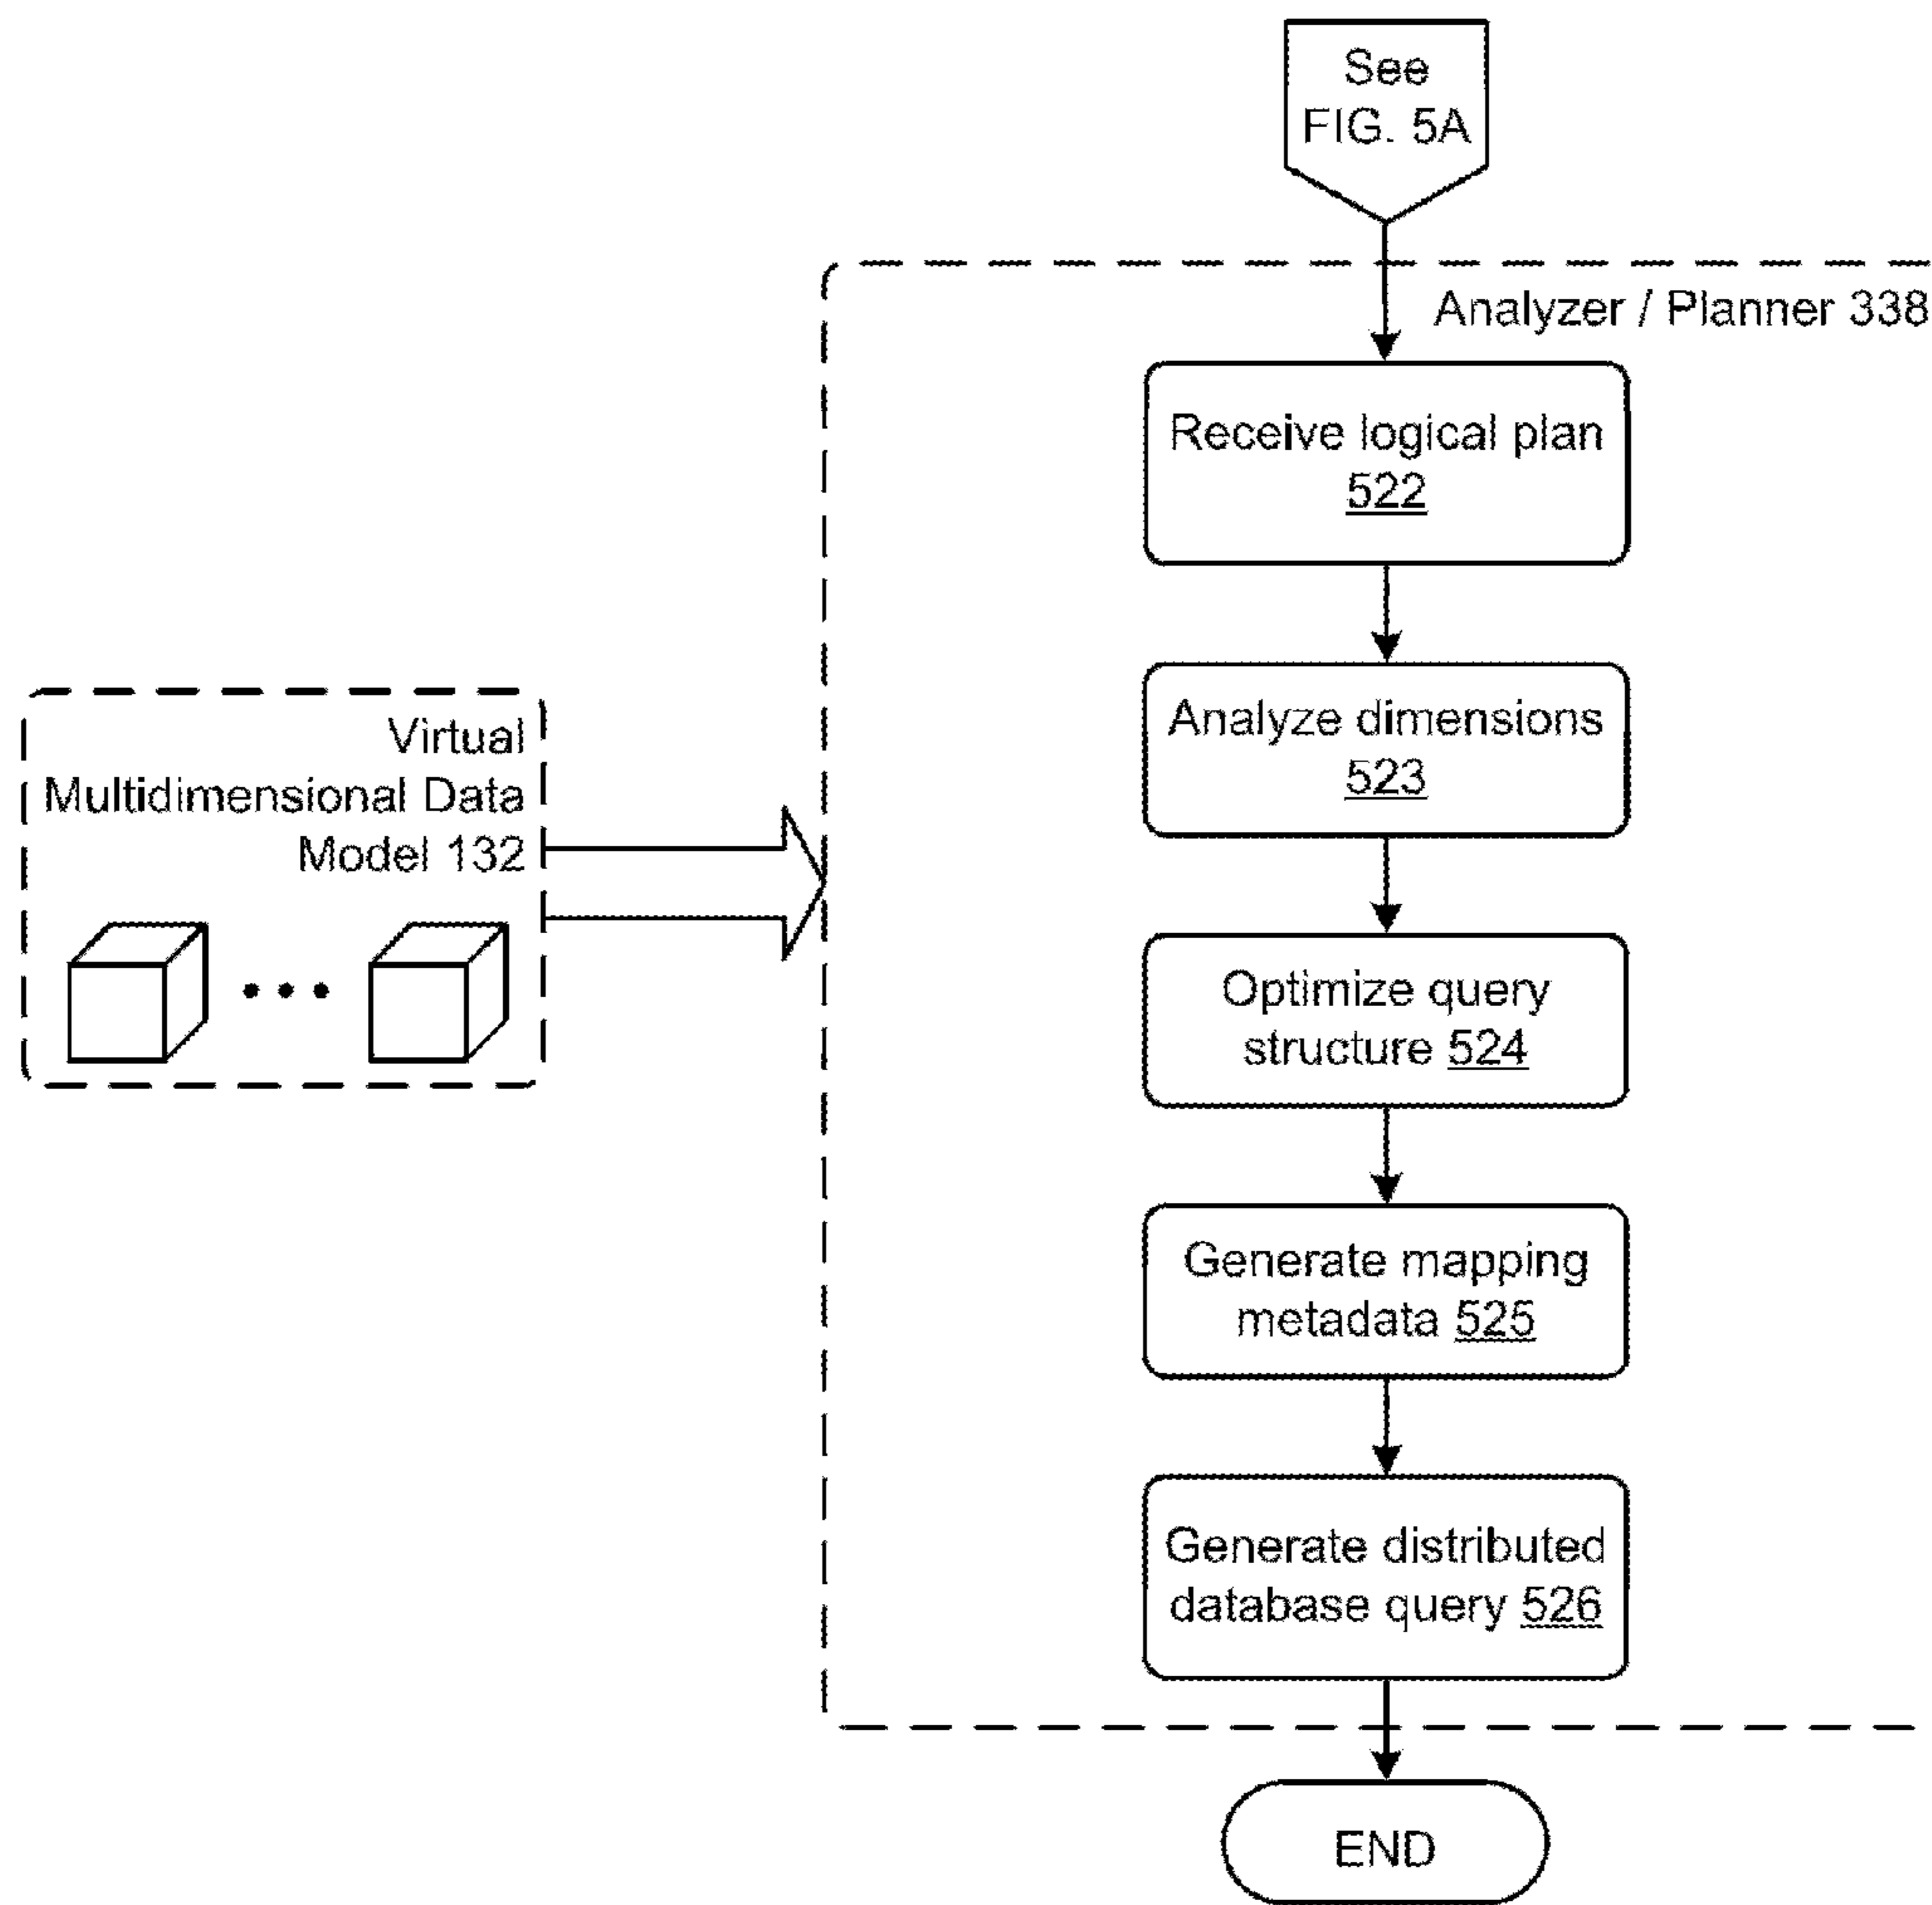 See
FIG. 5A
Analyzer / Planner 338
Receive logical plan
522
Analyze dimensions
523
Virtual
Multidimensional Data
Model 132
Optimize query
structure 524
Generate mapping
metadata 525
Generate distributed
database query 526
END